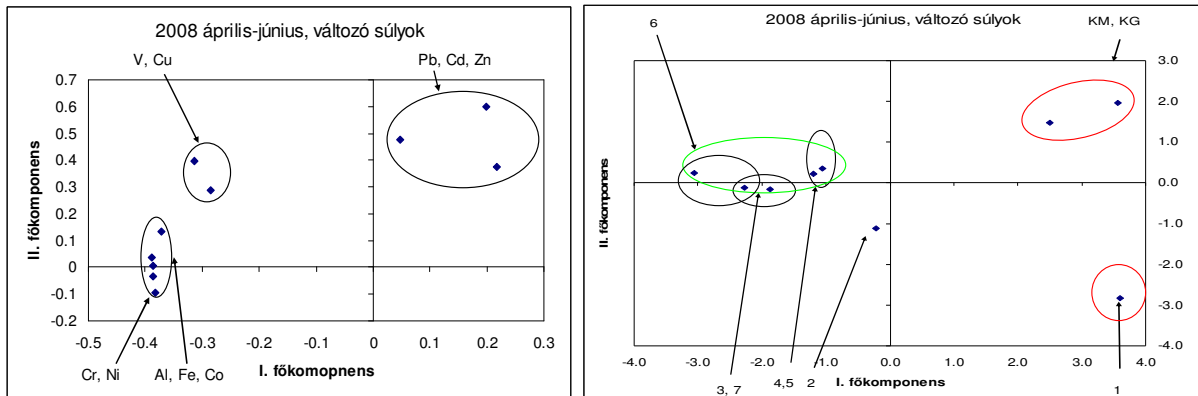 2008 április-június, változó súlyok
V, Cu
Pb, Cd, Zn
0.7
0.6
0.5
0.4
0.3
0.2
0.1
0
-0.1
-0.2
II. főkomponens
-0.5 -0.4 -0.3 -0.2 -0.1 0 0.1 0.2 0.3
Cr, Ni
Al, Fe, Co
I. főkomopnens
6
2008 április-június, változó súlyok
KM, KG
3.0
2.0
1.0
0.0
-1.0
-2.0
-3.0
-4.0
II. főkomponens
-4.0 -3.0 -2.0 -1.0 0.0 1.0 2.0 3.0 4.0
3, 7
4,5
2
I. főkomponens
1